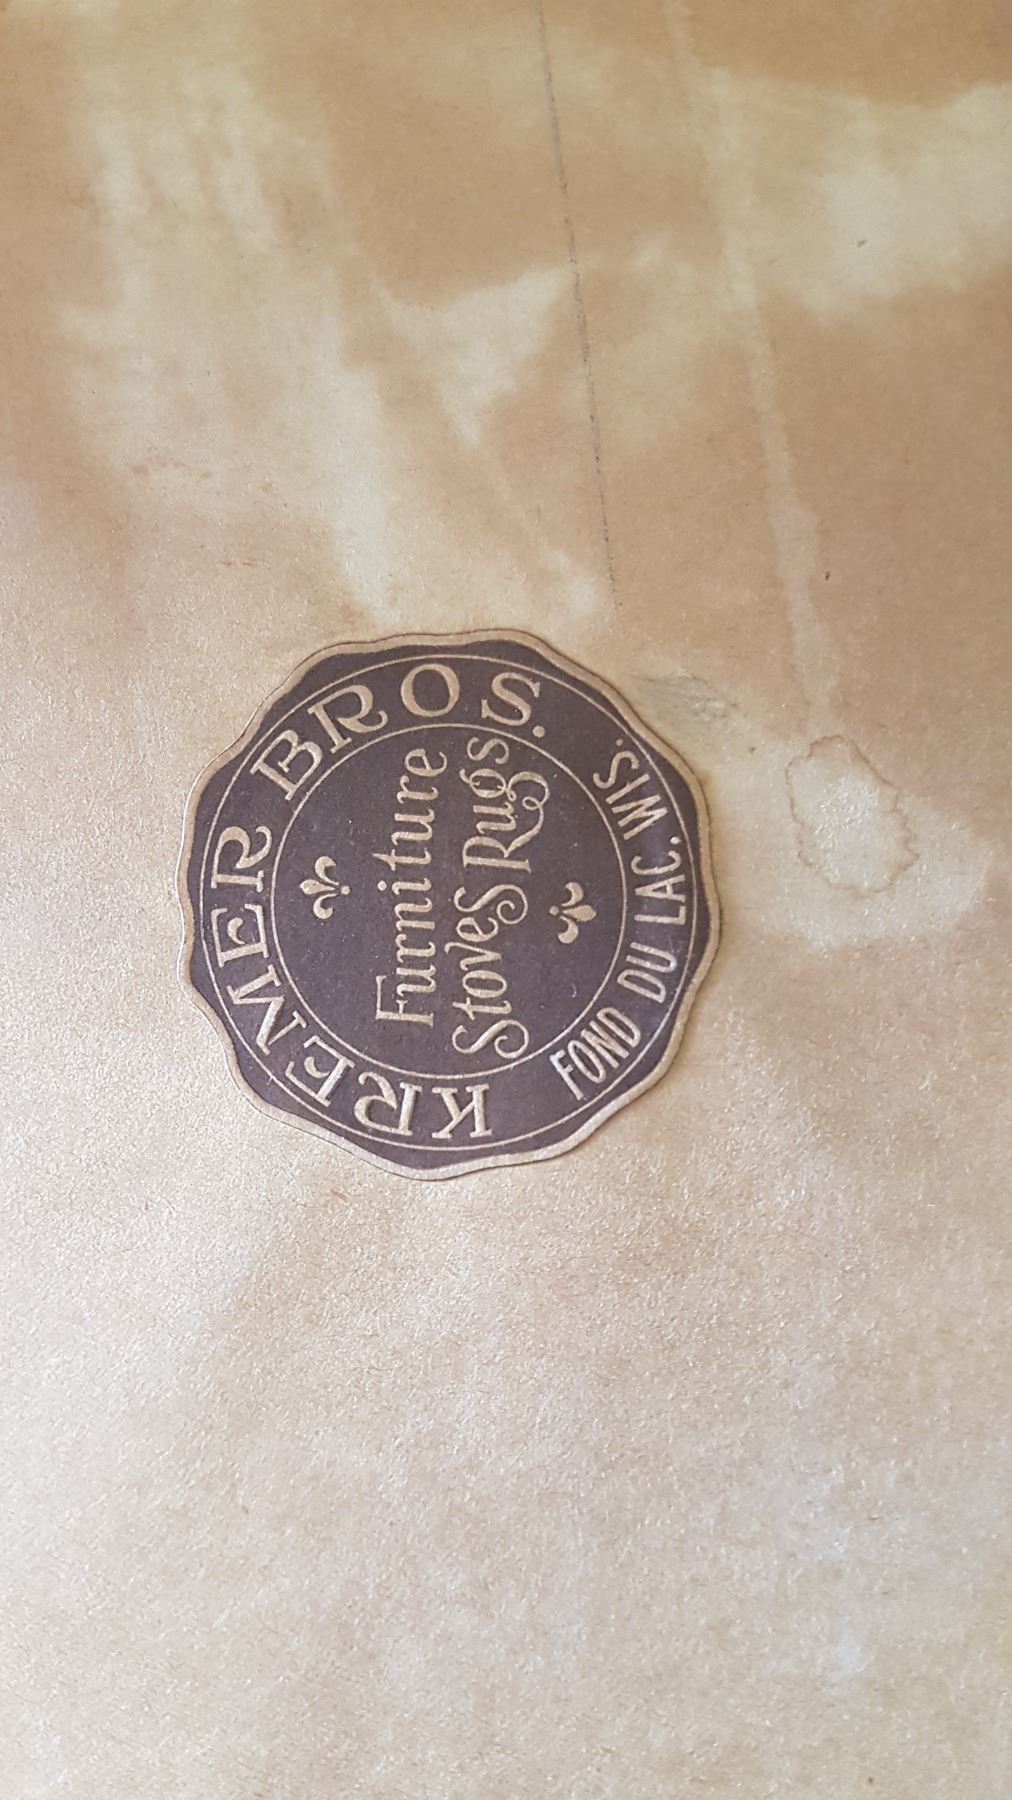 KREMER BROS.
Furniture
Stoves Rugs
FOND DU LAC. WIS.